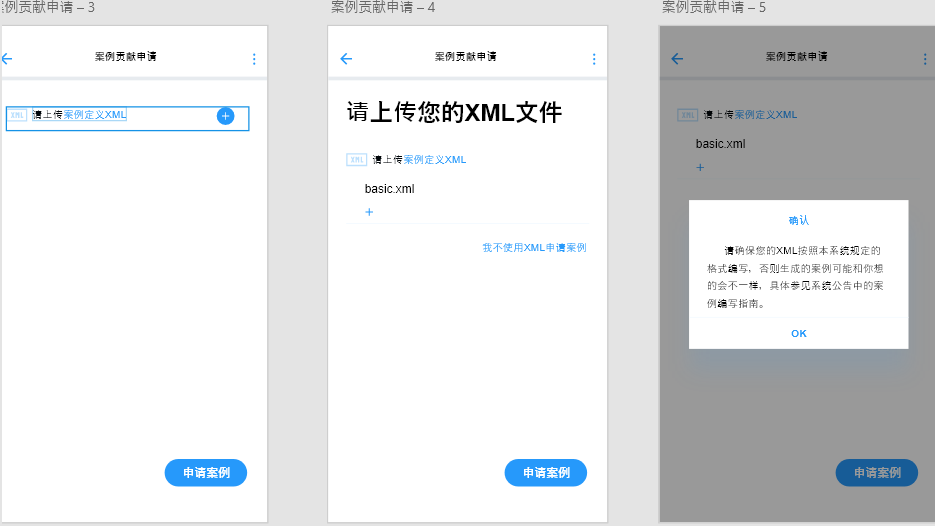 案例贡献申请 – 3
案例贡献申请
XML 请上传案例定义XML
+
申请案例
案例贡献申请 – 4
案例贡献申请
请上传您的XML文件
XML 请上传案例定义XML
basic.xml
+
我不使用XML申请案例
申请案例
案例贡献申请 – 5
案例贡献申请
XML 请上传案例定义XML
basic.xml
+
确认
请确保您的XML按照本系统规定的
格式编写，否则生成的案例可能和你想
的会不一样，具体参见系统公告中的案
例编写指南。
OK
申请案例